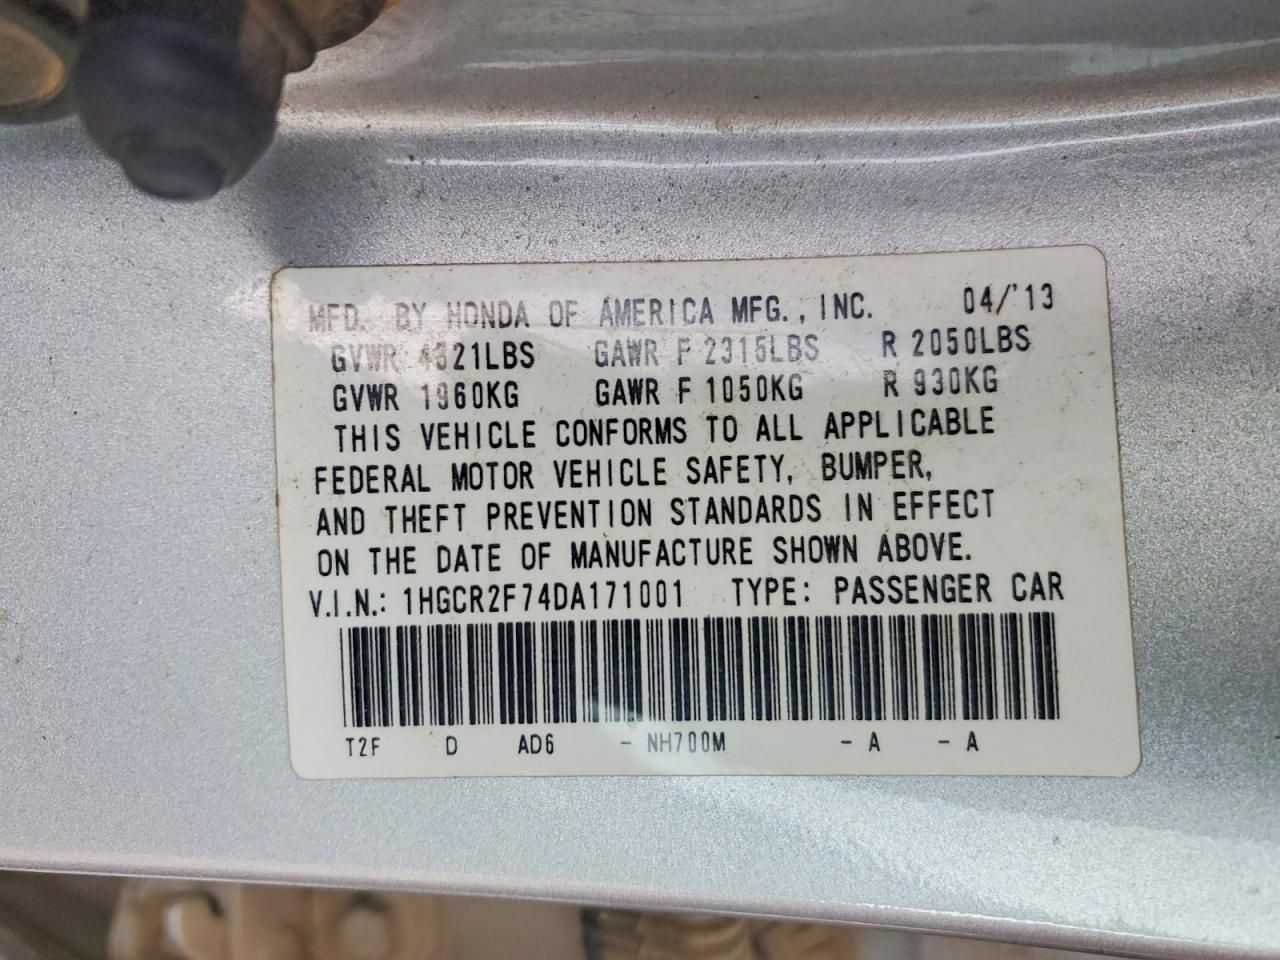 MFD. BY HONDA OF AMERICA MFG., INC. 04/'13
GVWR 4321LBS GAWR F 2315LBS R 2050LBS
GVWR 1960KG GAWR F 1050KG R 930KG
THIS VEHICLE CONFORMS TO ALL APPLICABLE
FEDERAL MOTOR VEHICLE SAFETY, BUMPER,
AND THEFT PREVENTION STANDARDS IN EFFECT
ON THE DATE OF MANUFACTURE SHOWN ABOVE.
V.I.N.: 1HGCR2F74DA171001 TYPE: PASSENGER CAR
T2F D AD6 - NH700M - A - A